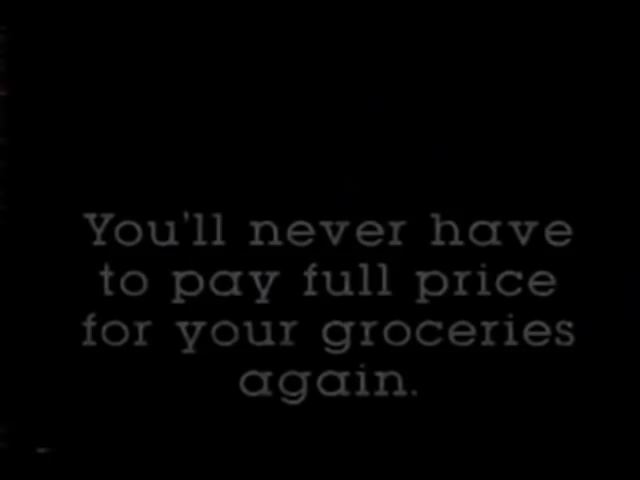 You'll never have
to pay full price
for your groceries
again.